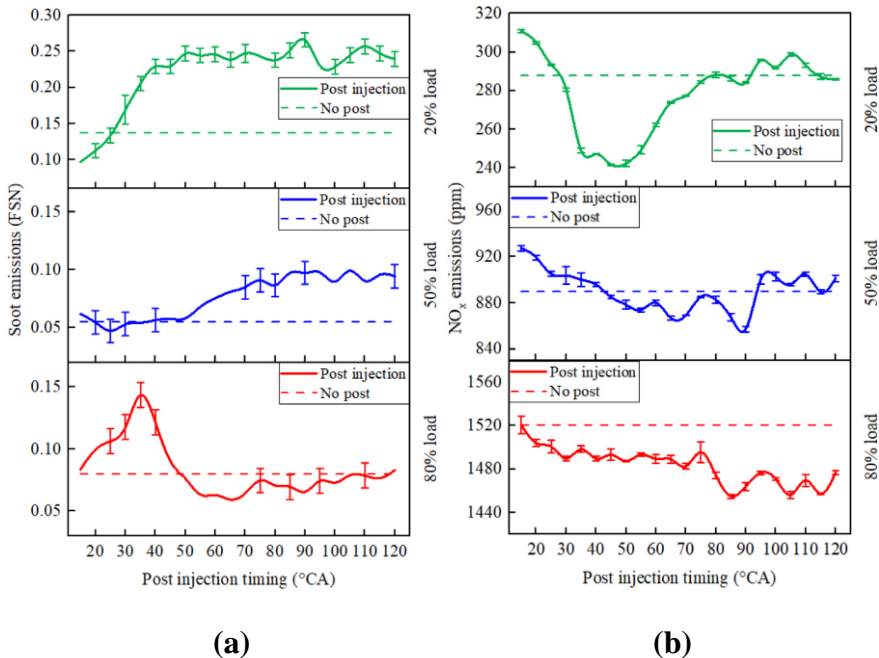 0.30
0.25
0.20
0.15
0.10
Post injection
No post
20% load
0.15
0.10
0.05
Post injection
No post
50% load
0.15
0.10
0.05
Post injection
No post
80% load
Soot emissions (FSN)
20 30 40 50 60 70 80 90 100 110 120
Post injection timing (°CA)
(a)
320
300
280
260
240
Post injection
No post
20% load
960
920
880
840
Post injection
No post
50% load
1560
1520
1480
1440
Post injection
No post
80% load
NOx emissions (ppm)
20 30 40 50 60 70 80 90 100 110 120
Post injection timing (°CA)
(b)